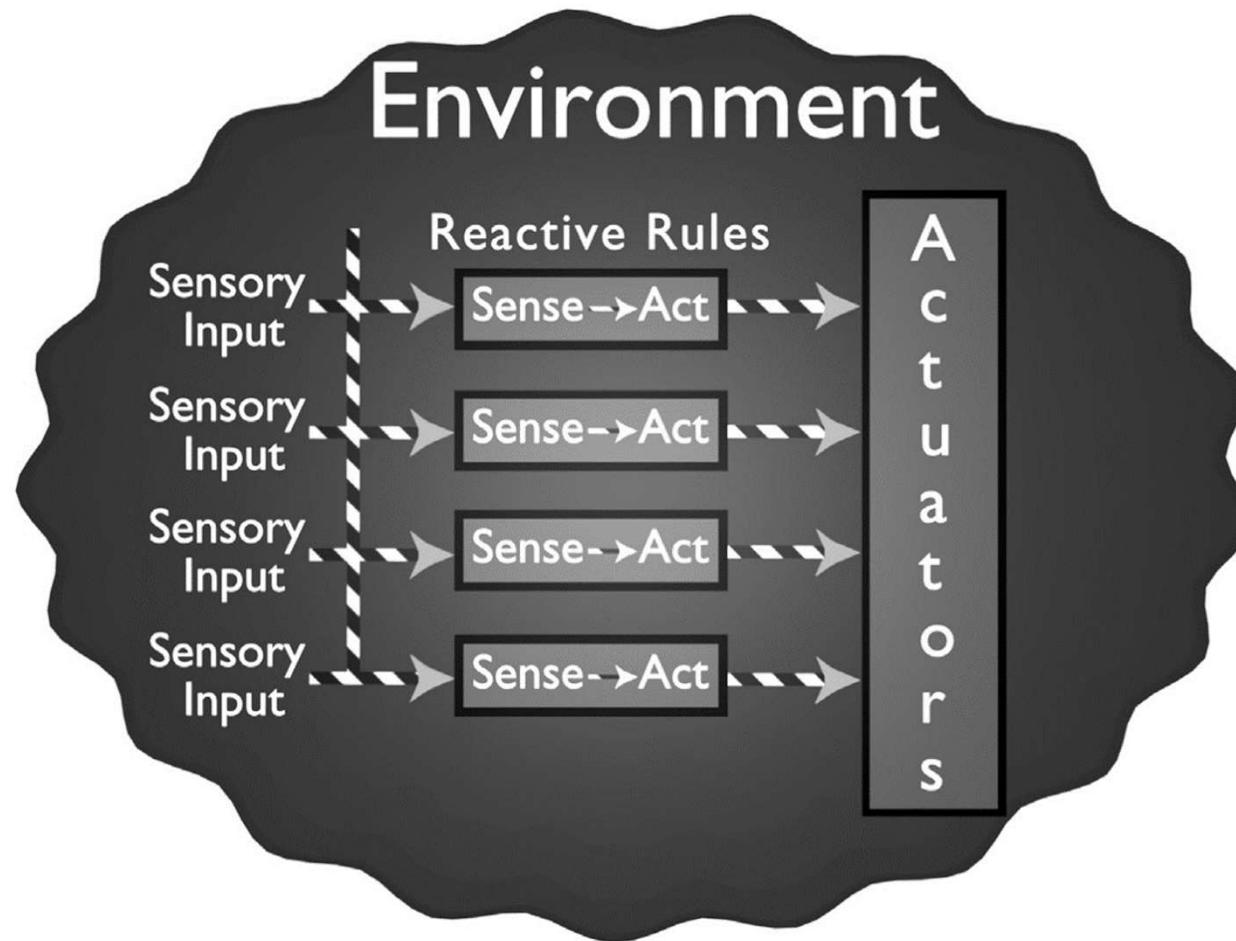 Environment
Reactive Rules
Sensory
Input
Sense→Act
Sensory
Input
Sense→Act
Sensory
Input
Sense→Act
Sensory
Input
Sense→Act
Actuators